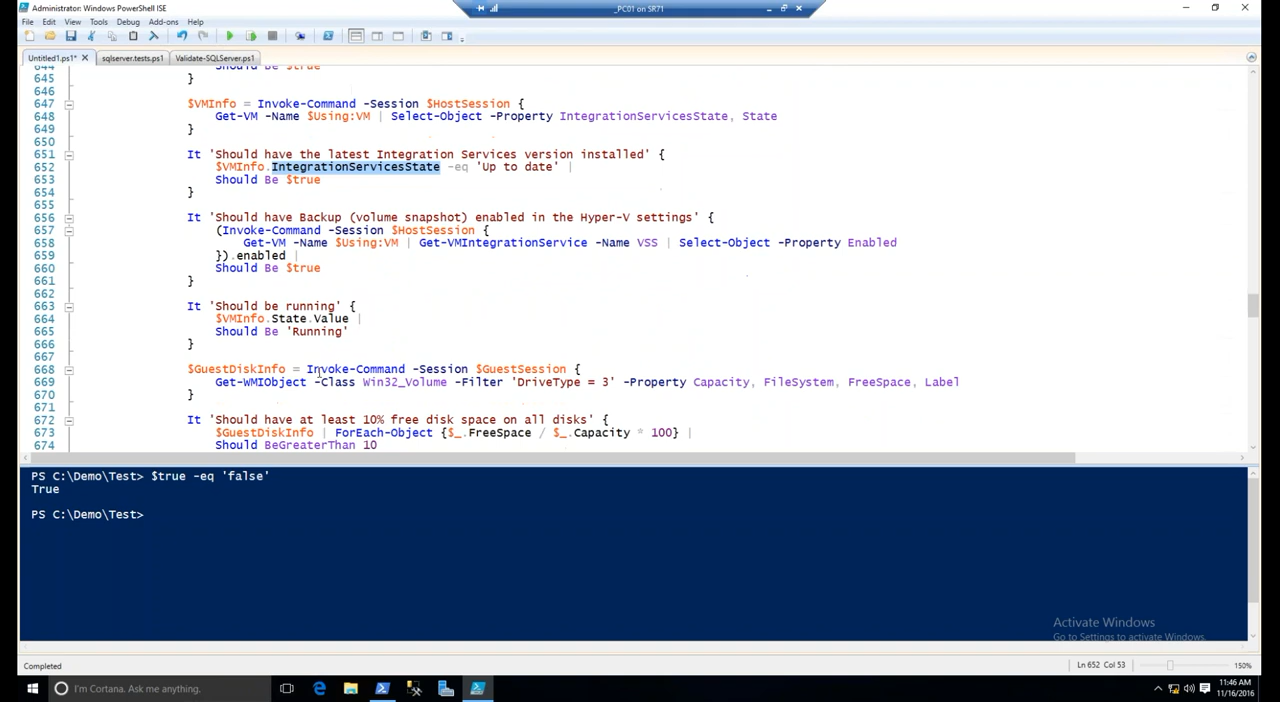 Administrator: Windows PowerShell ISE
_PC01 on SR71
File Edit View Tools Debug Add-ons Help
Untitled1.ps1* sqlserver.tests.ps1 Validate-SQLServer.ps1
644 Should Be $true
645 }
646
647 $VMInfo = Invoke-Command -Session $HostSession {
648 Get-VM -Name $Using:VM | Select-Object -Property IntegrationServicesState, State
649 }
650
651 It 'Should have the latest Integration Services version installed' {
652 $VMInfo.IntegrationServicesState -eq 'Up to date' |
653 Should Be $true
654 }
655
656 It 'Should have Backup (volume snapshot) enabled in the Hyper-V settings' {
657 (Invoke-Command -Session $HostSession {
658 Get-VM -Name $Using:VM | Get-VMIntegrationService -Name VSS | Select-Object -Property Enabled
659 }).enabled |
660 Should Be $true
661 }
662
663 It 'Should be running' {
664 $VMInfo.State.Value |
665 Should Be 'Running'
666 }
667
668 $GuestDiskInfo = Invoke-Command -Session $GuestSession {
669 Get-WMIObject -Class Win32_Volume -Filter 'DriveType = 3' -Property Capacity, FileSystem, FreeSpace, Label
670 }
671
672 It 'Should have at least 10% free disk space on all disks' {
673 $GuestDiskInfo | ForEach-Object {$_.FreeSpace / $_.Capacity * 100} |
674 Should BeGreaterThan 10
PS C:\Demo\Test> $true -eq 'false'
True
PS C:\Demo\Test>
Activate Windows
Go to Settings to activate Windows.
Completed
Ln 652 Col 53
150%
I'm Cortana. Ask me anything.
11:46 AM
11/16/2016